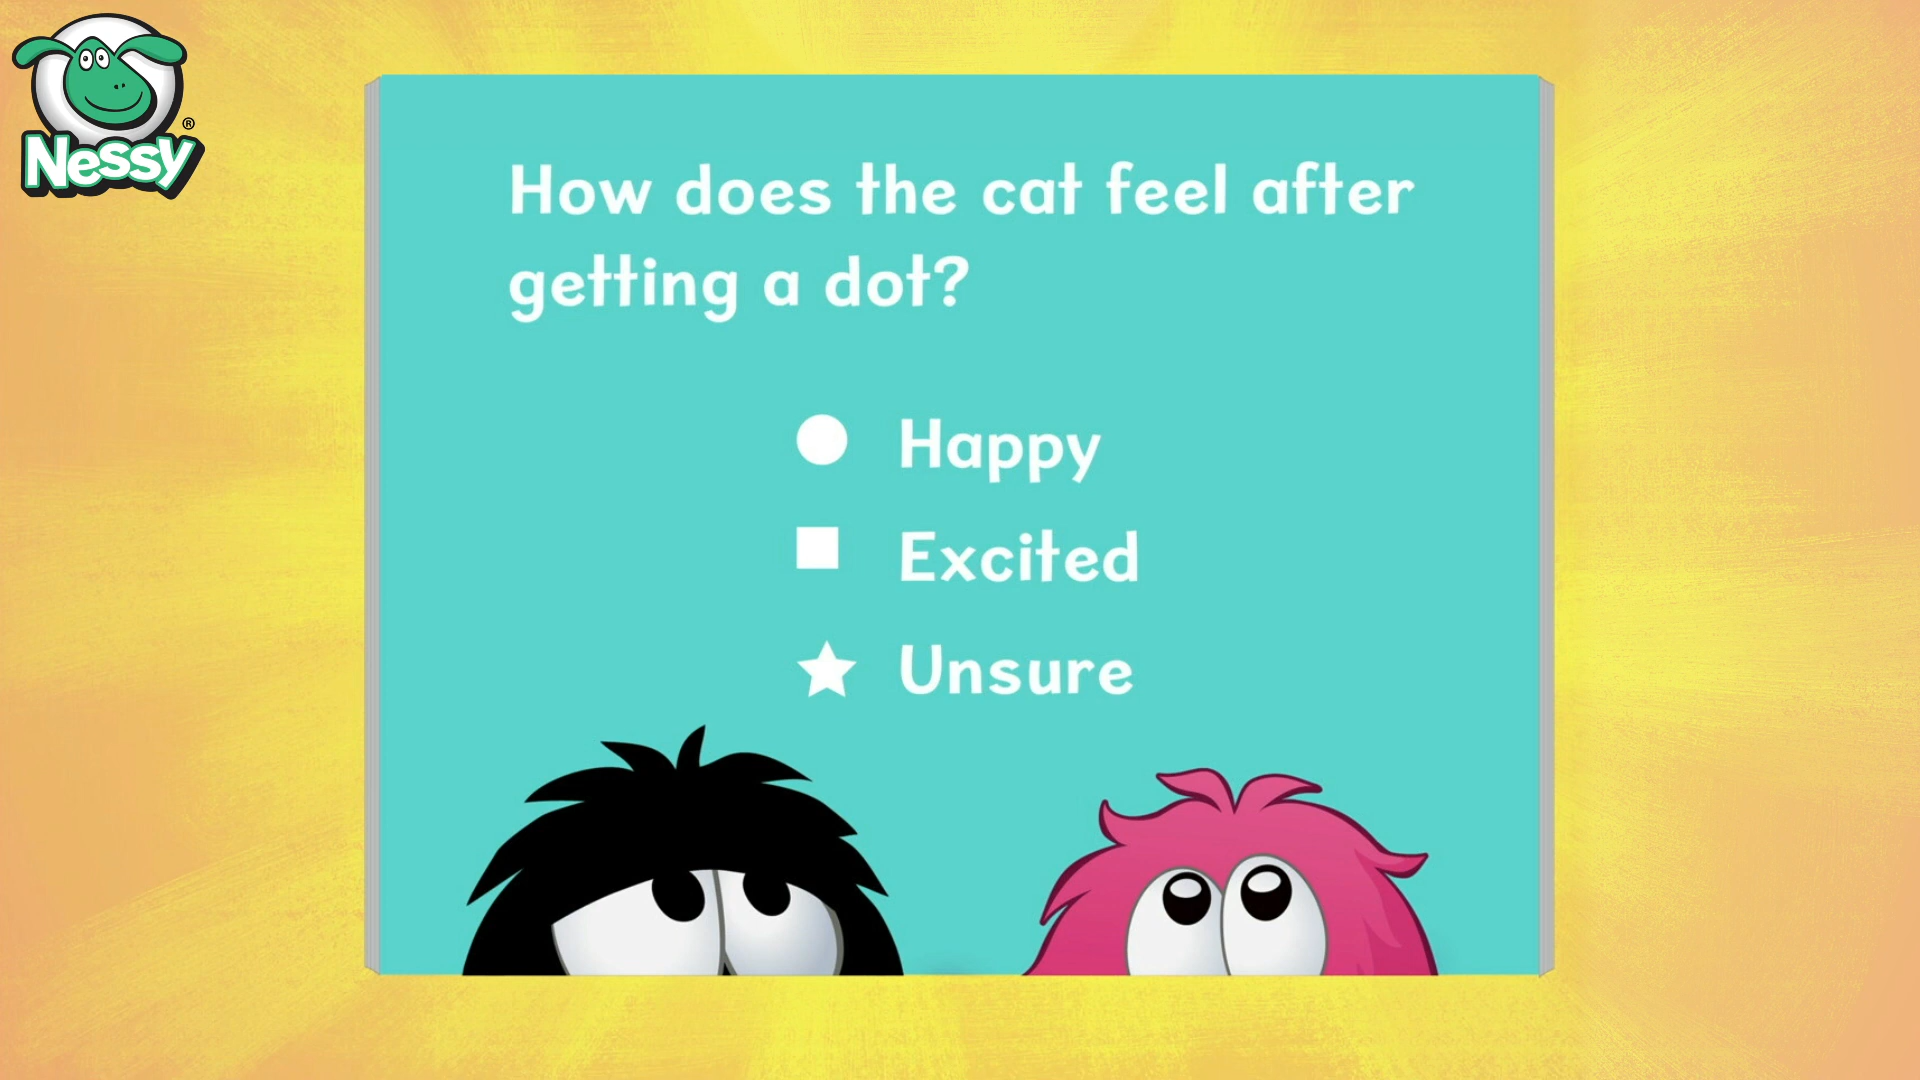 Nessy®
How does the cat feel after
getting a dot?
Happy
Excited
Unsure